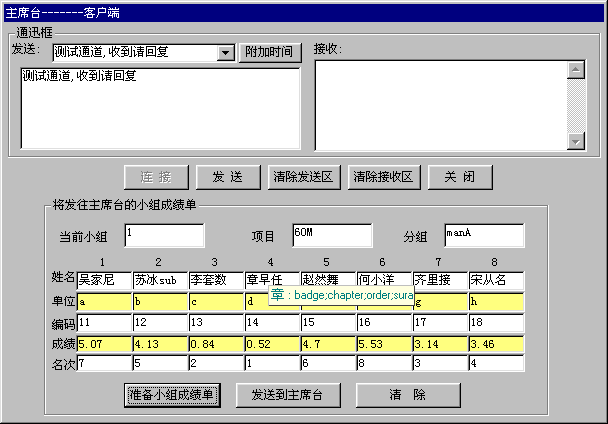 主席台-------客户端
通迅框
发送: 测试通道,收到请回复 附加时间 接收:
测试通道,收到请回复
连 接 发 送 清除发送区 清除接收区 关 闭
将发往主席台的小组成绩单
当前小组 1 项目 60M 分组 manA
1 2 3 4 5 6 7 8
姓名 吴家尼 苏冰sub 李套数 章早任 赵然舞 何小洋 齐里接 宋从名
章 : badge;chapter;order;sura
单位 a b c d g h
编码 11 12 13 14 15 16 17 18
成绩 5.07 4.13 0.84 0.52 4.7 5.53 3.14 3.46
名次 7 5 2 1 6 8 3 4
准备小组成绩单 发送到主席台 清 除